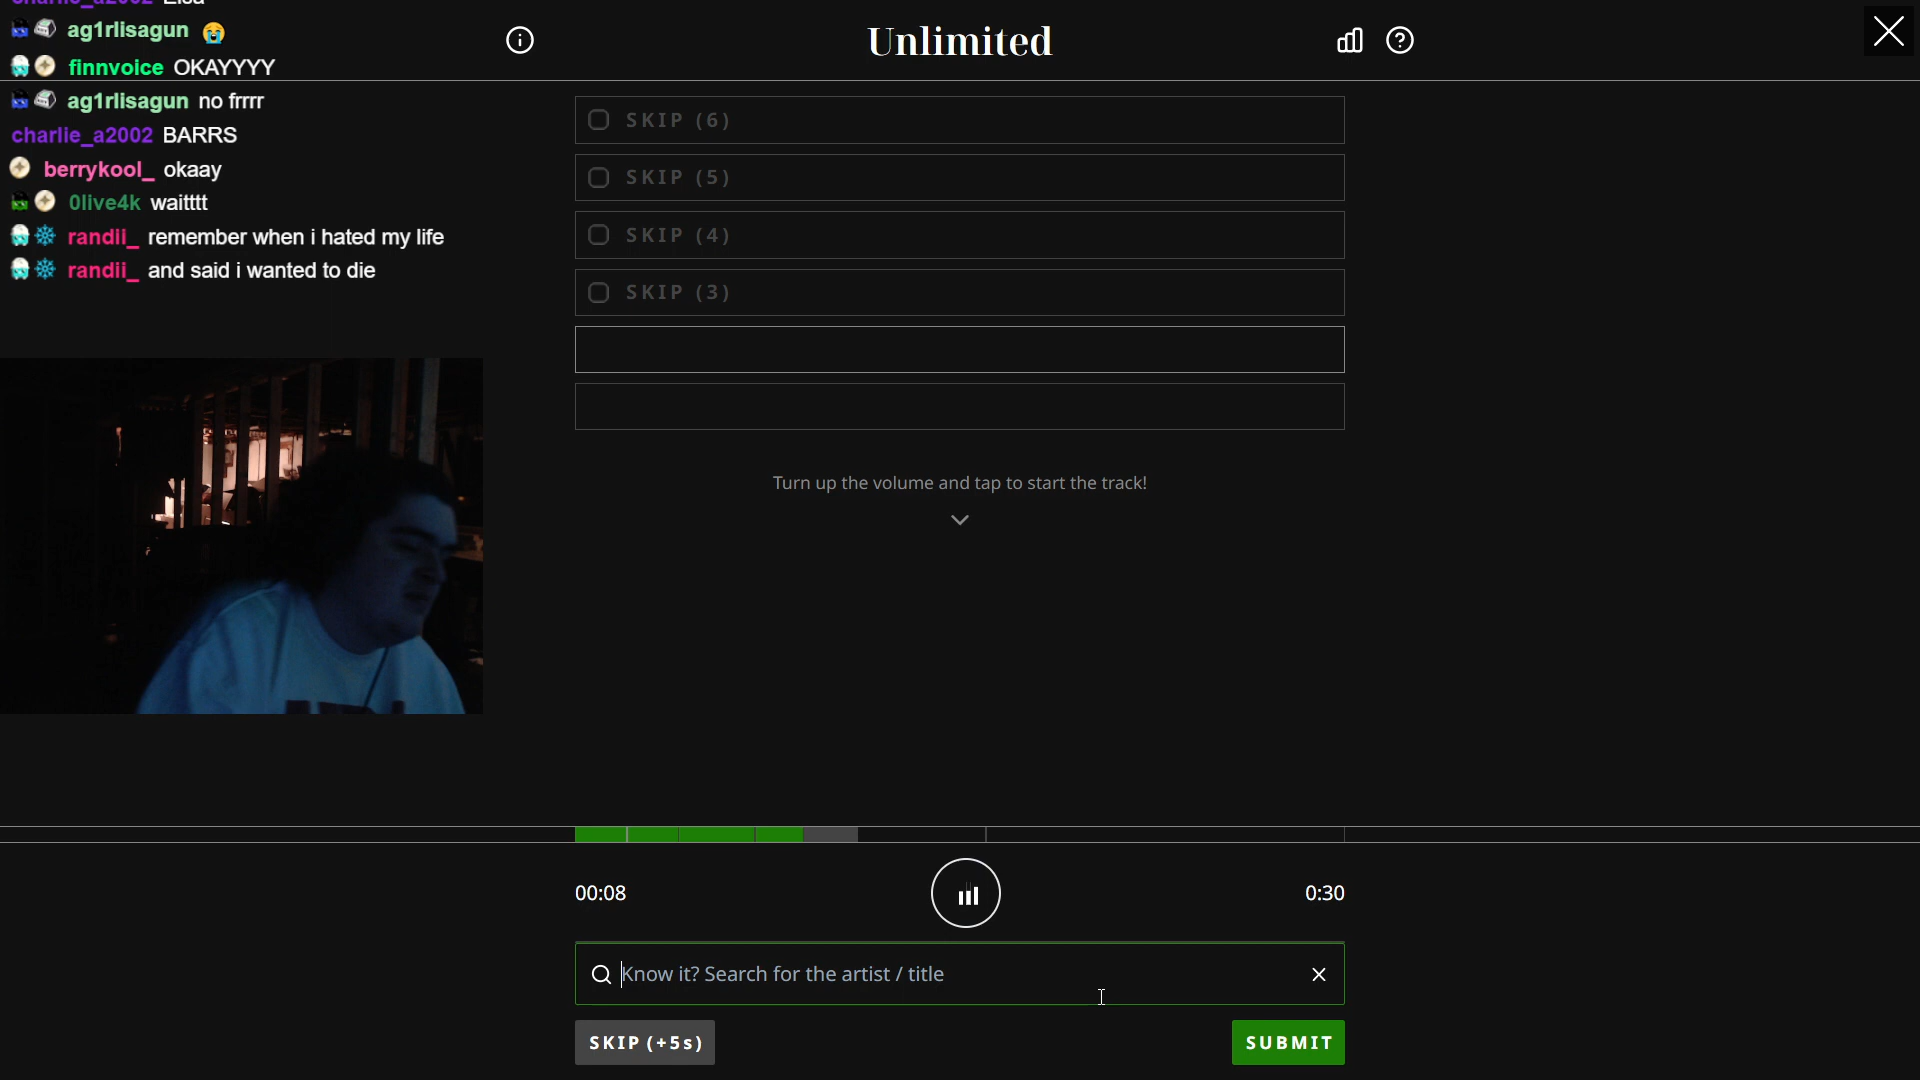 charlie_a2002 Elsa
ag1rlisagun
finnvoice OKAYYYY
ag1rlisagun no frrrr
charlie_a2002 BARRS
berrykool_ okaay
0live4k waitttt
randii_ remember when i hated my life
randii_ and said i wanted to die
Unlimited
SKIP (6)
SKIP (5)
SKIP (4)
SKIP (3)
Turn up the volume and tap to start the track!
00:08
0:30
Know it? Search for the artist / title
SKIP (+5s)
SUBMIT